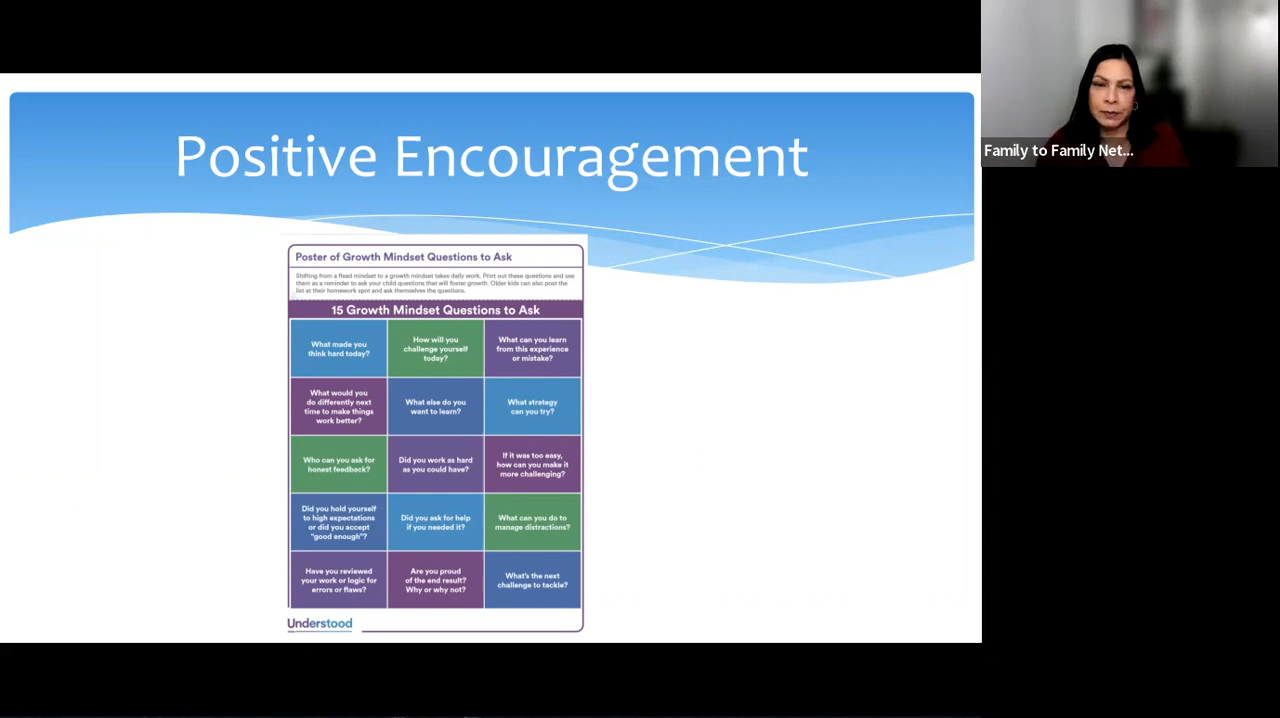 Positive Encouragement
Family to Family Net...
Poster of Growth Mindset Questions to Ask
Shifting from a fixed mindset to a growth mindset takes daily work. Print out these questions and use
them as a reminder to ask your child questions that will foster growth. Older kids can also post the
list at their homework spot and ask themselves the questions.
15 Growth Mindset Questions to Ask
What made you
think hard today?
How will you
challenge yourself
today?
What can you learn
from this experience
or mistake?
What would you
do differently next
time to make things
work better?
What else do you
want to learn?
What strategy
can you try?
Who can you ask for
honest feedback?
Did you work as hard
as you could have?
If it was too easy,
how can you make it
more challenging?
Did you hold yourself
to high expectations
or did you accept
"good enough"?
Did you ask for help
if you needed it?
What can you do to
manage distractions?
Have you reviewed
your work or logic for
errors or flaws?
Are you proud
of the end result?
Why or why not?
What's the next
challenge to tackle?
Understood